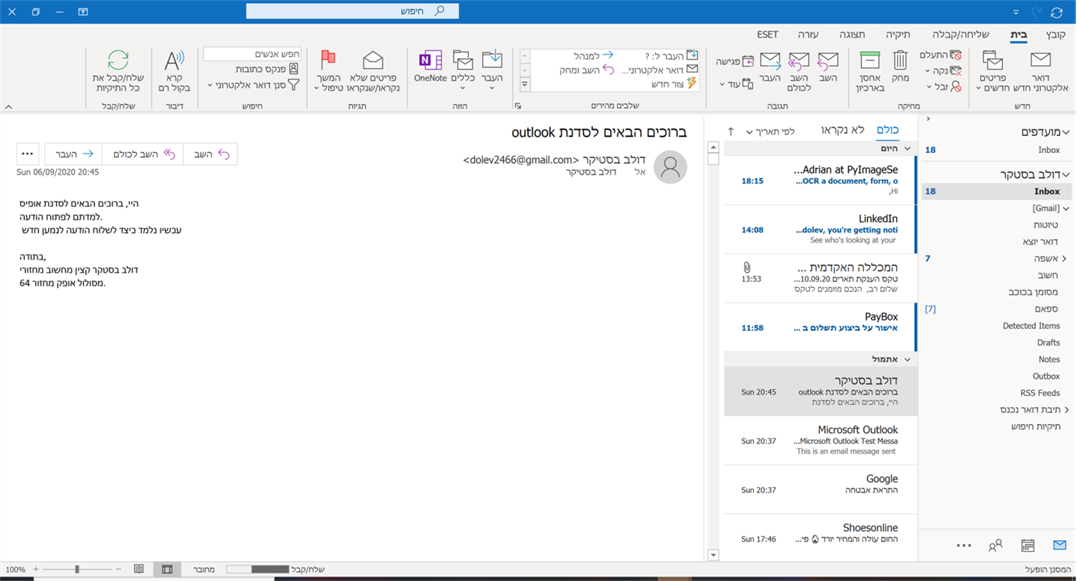 חיפוש
קובץ
בית
שליחה/קבלה
תיקיה
תצוגה
עזרה
ESET
דואר
אלקטרוני חדש
פריטים
חדשים
חדש
התעלם
נקה
זבל
מחק
אחסן
בארכיון
מחיקה
השב
השב
לכולם
העבר
פגישה
עוד
תגובה
העבר ל: ?
דואר אלקטרוני...
צור חדש
למנהל
השב ומחק
שלבים מהירים
העבר
כללים
OneNote
הזזה
פריטים שלא
נקראו/שנקראו
המשך
טיפול
תגיות
חפש אנשים
פנקס כתובות
סנן דואר אלקטרוני
חיפוש
קרא
בקול רם
דיבור
שלח/קבל את
כל התיקיות
שלח/קבל
מועדפים
Inbox 18
דולב בסטקר
Inbox 18
[Gmail]
טיוטות
דואר יוצא
אשפה 7
חשוב
מסומן בכוכב
ספאם [7]
Detected Items
Drafts
Notes
Outbox
RSS Feeds
תיבת דואר נכנס
תיקיות חיפוש
כולם
לא נקראו
לפי תאריך
היום
Adrian at PyImageSe...
OCR a document, form, o...
18:15
Hi,
LinkedIn
dolev, you're getting noti...
14:08
See who's looking at your
המכללה האקדמית ...
טקס הענקת תארים 10.09.20...
13:53
שלום רב, הנכם מוזמנים לטקס
PayBox
אישור על ביצוע תשלום ב ...
11:58
אתמול
דולב בסטיקר
ברוכים הבאים לסדנת outlook
Sun 20:45
היי, ברוכים הבאים לסדנת
Microsoft Outlook
Microsoft Outlook Test Messa...
Sun 20:37
This is an email message sent
Google
התראת אבטחה
Sun 20:37
Shoesonline
החום עולה והמחיר יורד 🔥 פי...
Sun 17:46
ברוכים הבאים לסדנת outlook
דולב בסטיקר <dolev2466@gmail.com>
אל דולב בסטיקר
השב
השב לכולם
העבר
Sun 06/09/2020 20:45
היי, ברוכים הבאים לסדנת אופיס
למדתם לפתוח הודעה.
עכשיו נלמד כיצד לשלוח הודעה לנמען חדש
בתודה,
דולב בסטקר קצין מחשוב מחזורי
מסלול אופק מחזור 64.
המסנן הופעל
שלח/קבל
מחובר
100%